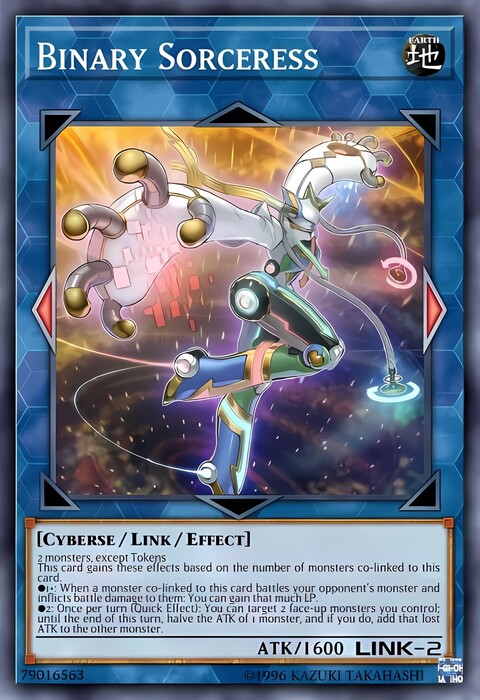 BINARY SORCERESS
EARTH
地
[CYBERSE / LINK / EFFECT]
2 monsters, except Tokens
This card gains these effects based on the number of monsters co-linked to this
card.
●1+: When a monster co-linked to this card battles your opponent's monster and
inflicts battle damage to them: You can gain that much LP.
●2: Once per turn (Quick Effect): You can target 2 face-up monsters you control;
until the end of this turn, halve the ATK of 1 monster, and if you do, add that lost
ATK to the other monster.
ATK/1600 LINK-2
79016563 ©1996 KAZUKI TAKAHASHI